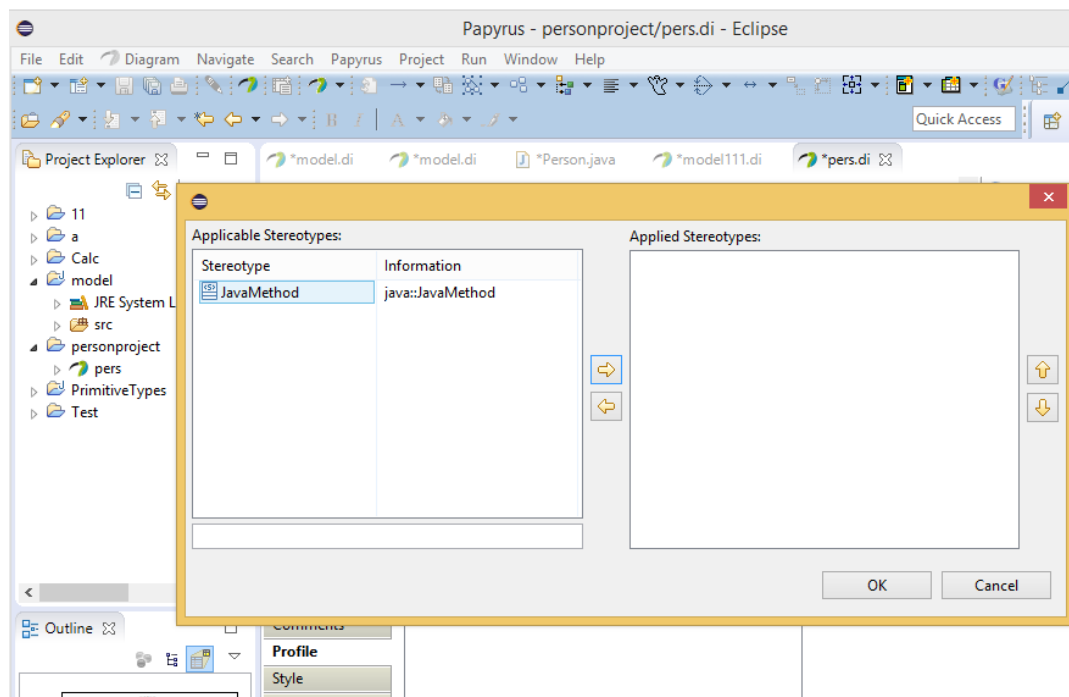 Papyrus - personproject/pers.di - Eclipse
File Edit Diagram Navigate Search Papyrus Project Run Window Help
B I A Quick Access
Project Explorer *model.di *model.di *Person.java *model111.di *pers.di
11
a
Calc
model
JRE System L
src
personproject
pers
PrimitiveTypes
Test
Applicable Stereotypes: Applied Stereotypes:
Stereotype Information
JavaMethod java::JavaMethod
OK Cancel
Outline Comments
Profile
Style